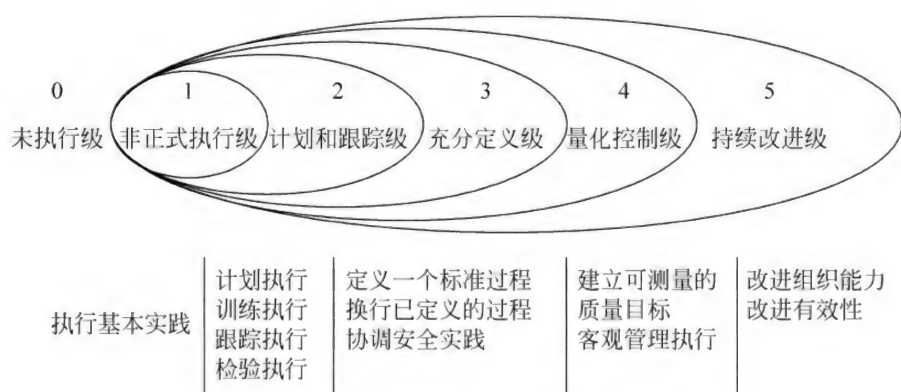 0 1 2 3 4 5
未执行级 非正式执行级 计划和跟踪级 充分定义级 量化控制级 持续改进级
执行基本实践
计划执行
训练执行
跟踪执行
检验执行
定义一个标准过程
换行已定义的过程
协调安全实践
建立可测量的
质量目标
客观管理执行
改进组织能力
改进有效性